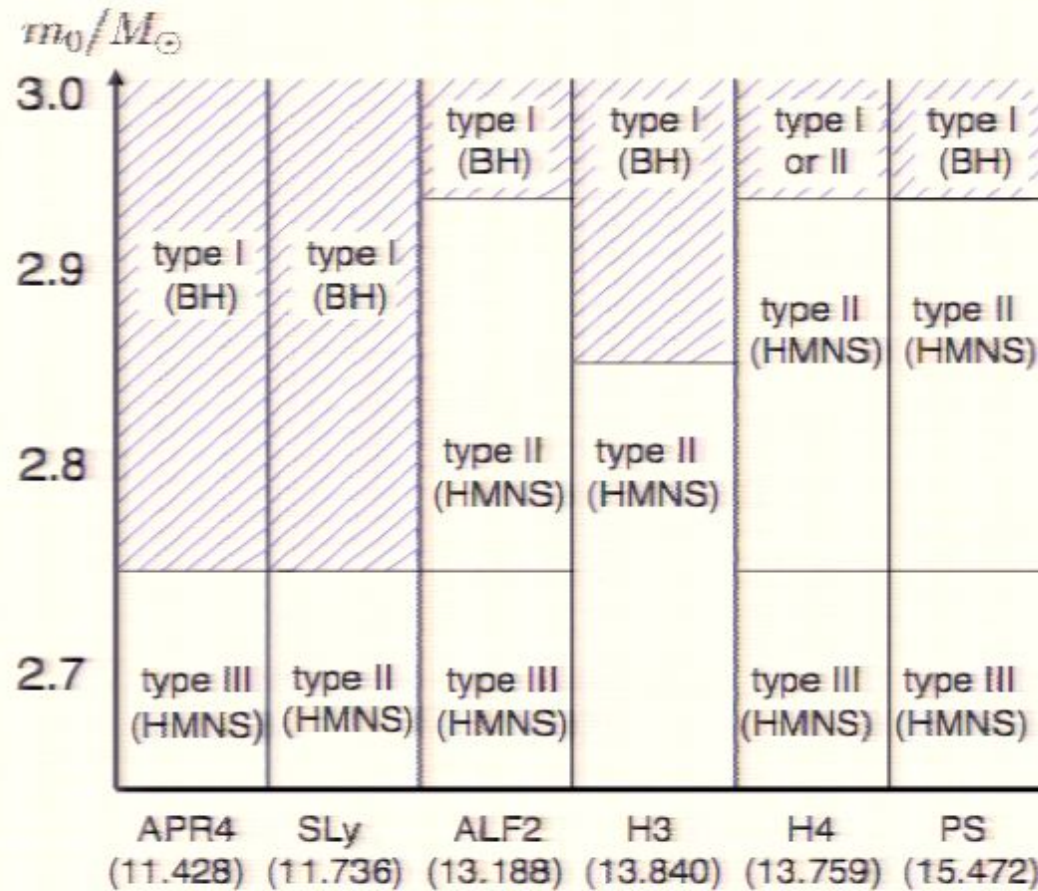 m₀/M☉
3.0
2.9
2.8
2.7
type I
(BH)
type I
(BH)
type I
(BH)
type I
(BH)
type I
or II
type I
(BH)
type II
(HMNS)
type II
(HMNS)
type II
(HMNS)
type II
(HMNS)
type III
(HMNS)
type II
(HMNS)
type III
(HMNS)
type III
(HMNS)
type III
(HMNS)
APR4 SLy ALF2 H3 H4 PS
(11.428) (11.736) (13.188) (13.840) (13.759) (15.472)